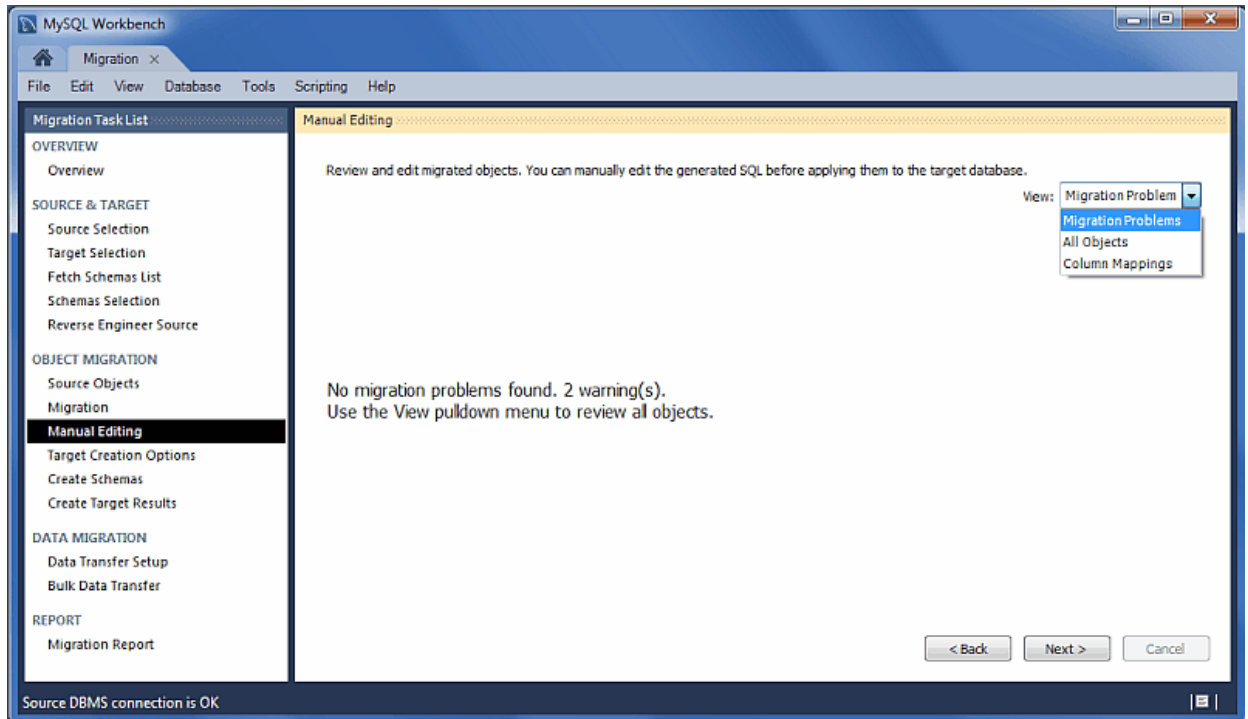 MySQL Workbench
Migration
File Edit View Database Tools Scripting Help
Migration Task List
OVERVIEW
Overview
SOURCE & TARGET
Source Selection
Target Selection
Fetch Schemas List
Schemas Selection
Reverse Engineer Source
OBJECT MIGRATION
Source Objects
Migration
Manual Editing
Target Creation Options
Create Schemas
Create Target Results
DATA MIGRATION
Data Transfer Setup
Bulk Data Transfer
REPORT
Migration Report
Manual Editing
Review and edit migrated objects. You can manually edit the generated SQL before applying them to the target database.
View: Migration Problem
Migration Problems
All Objects
Column Mappings
No migration problems found. 2 warning(s).
Use the View pulldown menu to review all objects.
< Back Next > Cancel
Source DBMS connection is OK